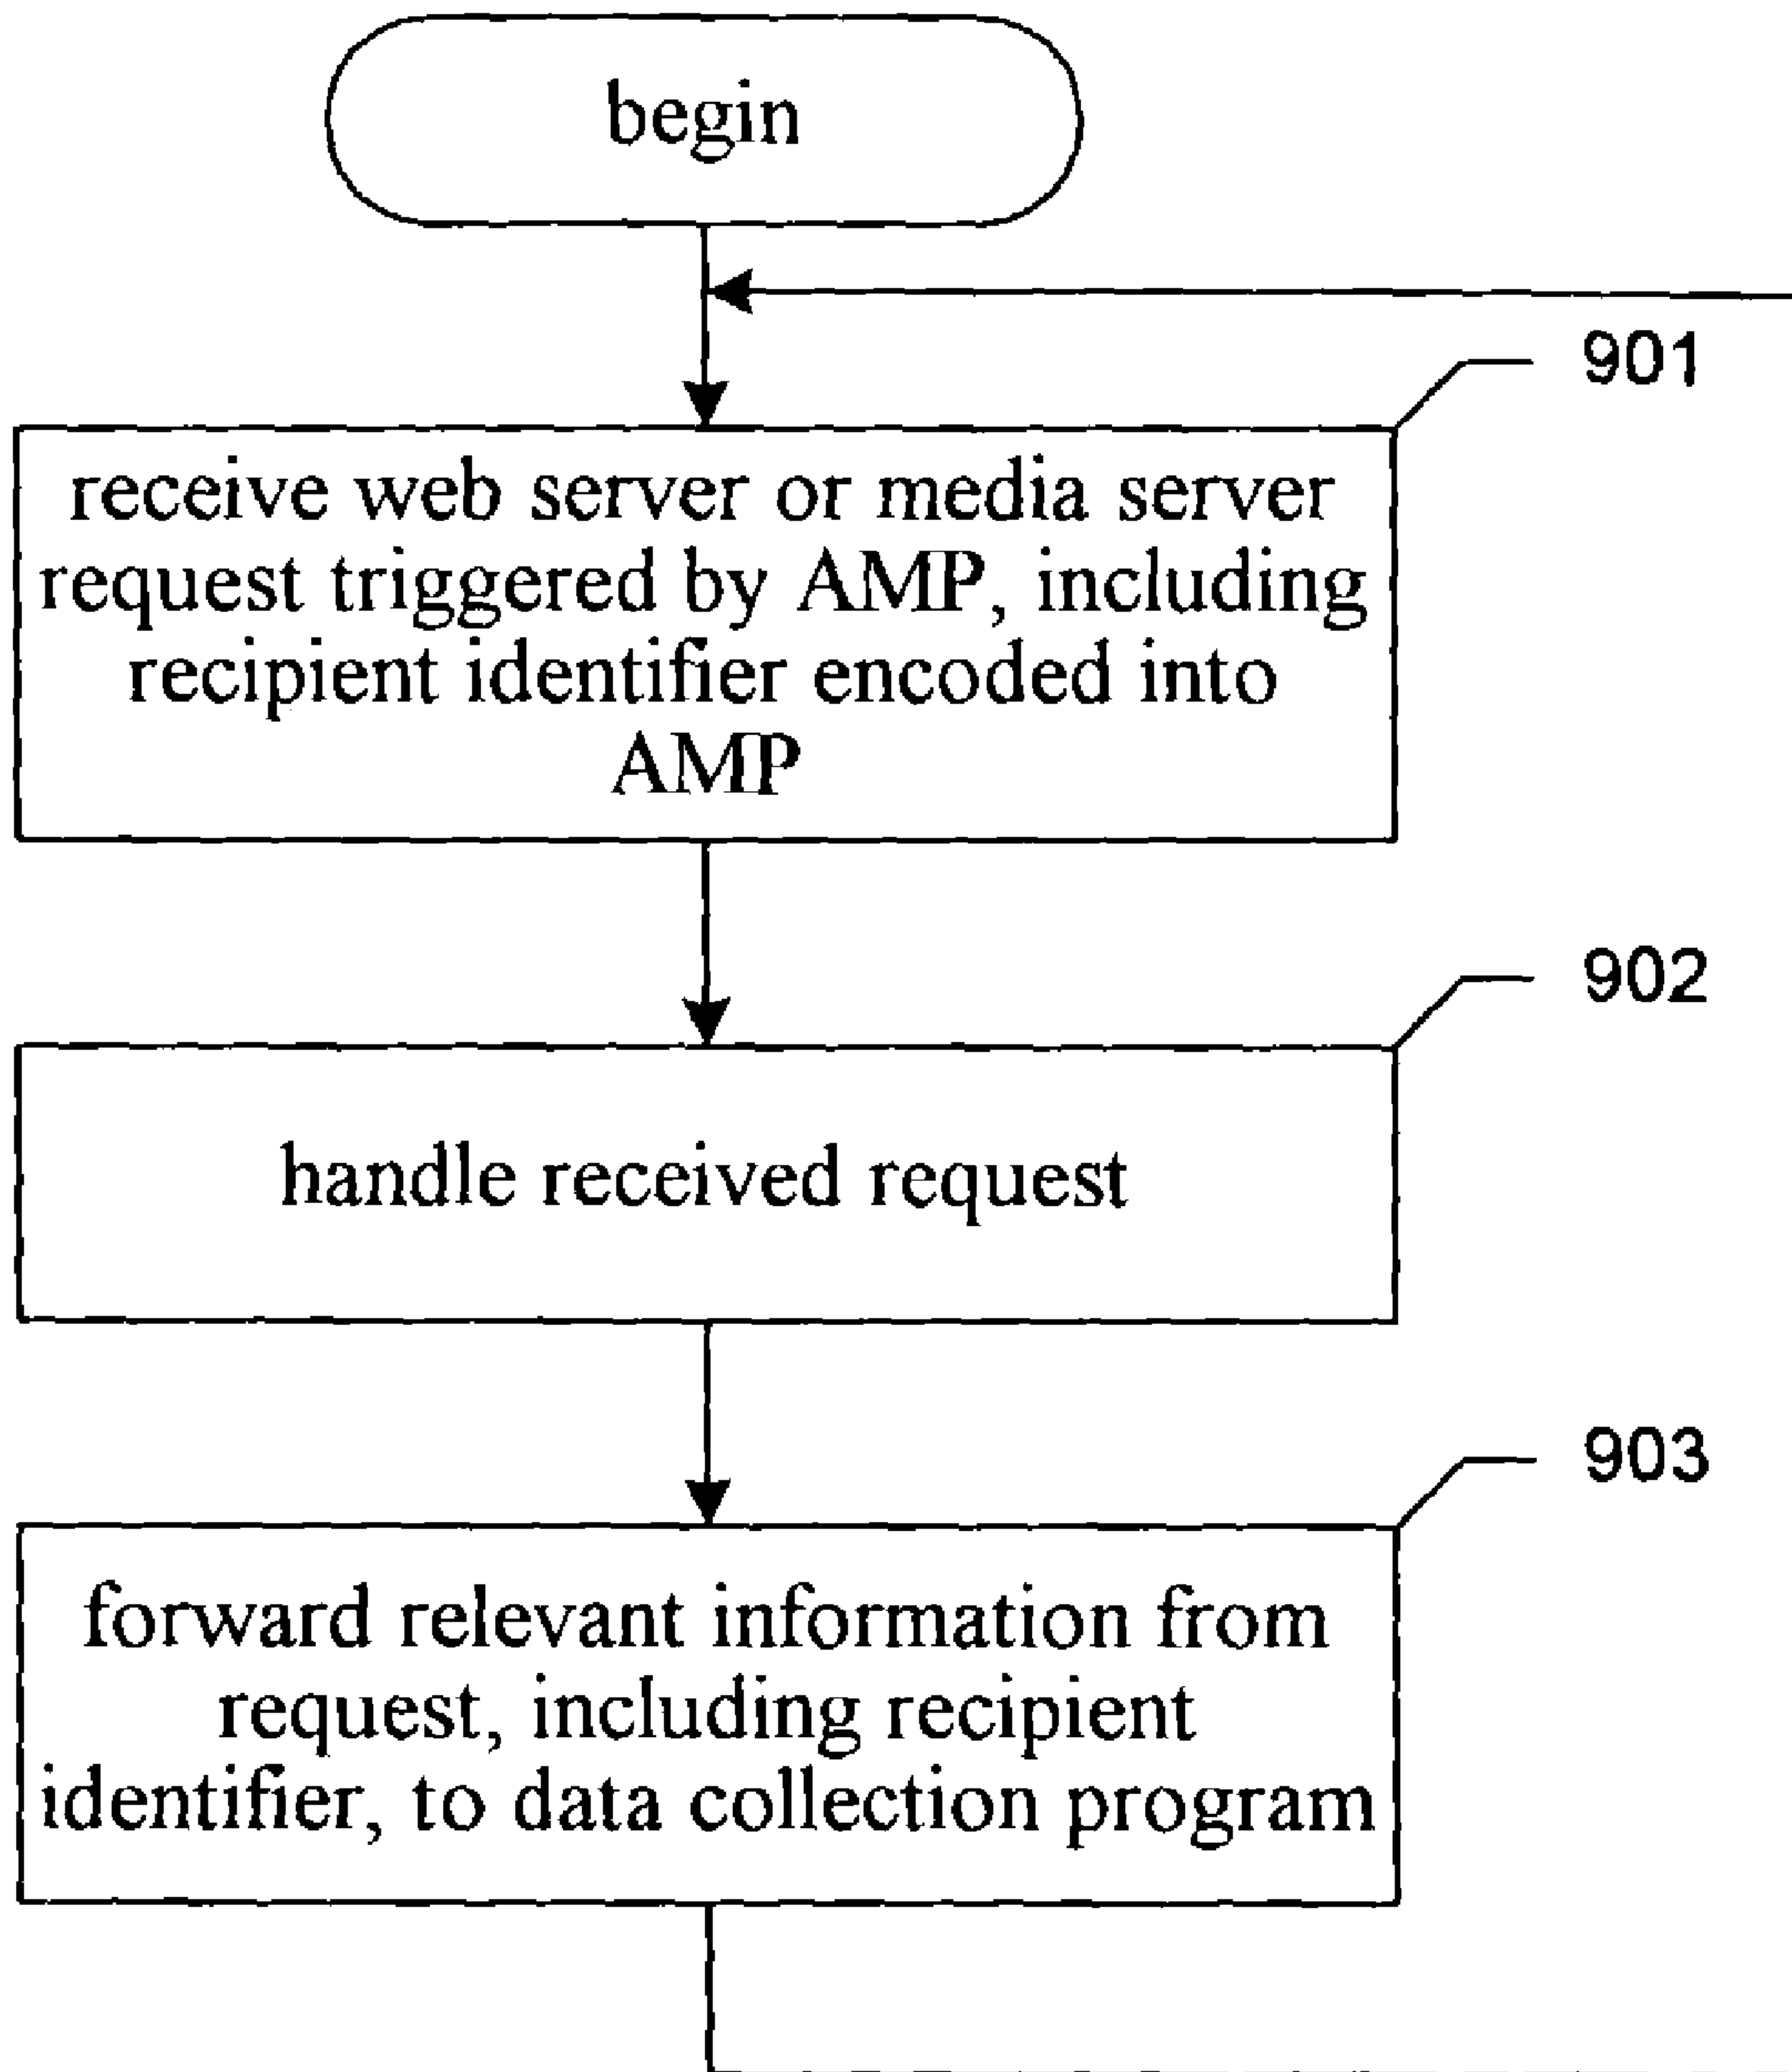 begin
901
receive web server or media server
request triggered by AMP, including
recipient identifier encoded into
AMP
902
handle received request
903
forward relevant information from
request, including recipient
identifier, to data collection program